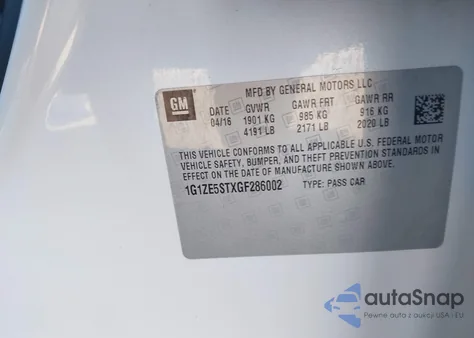 MFD BY GENERAL MOTORS LLC
GM
DATE GVWR GAWR FRT GAWR RR
04/16 1901 KG 985 KG 916 KG
4191 LB 2171 LB 2020 LB
THIS VEHICLE CONFORMS TO ALL APPLICABLE U.S. FEDERAL MOTOR
VEHICLE SAFETY, BUMPER, AND THEFT PREVENTION STANDARDS IN
EFFECT ON THE DATE OF MANUFACTURE SHOWN ABOVE.
1G1ZE5STXGF286002 TYPE: PASS CAR
autaSnap
Pewne auto z aukcji USA i EU